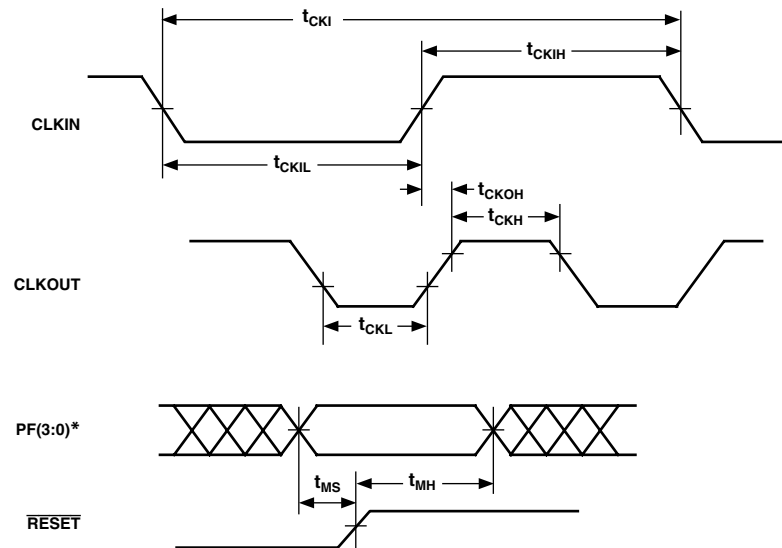 tCKI
tCKIH
CLKIN
tCKIL
tCKOH
tCKH
CLKOUT
tCKL
PF(3:0)*
tMS
tMH
RESET